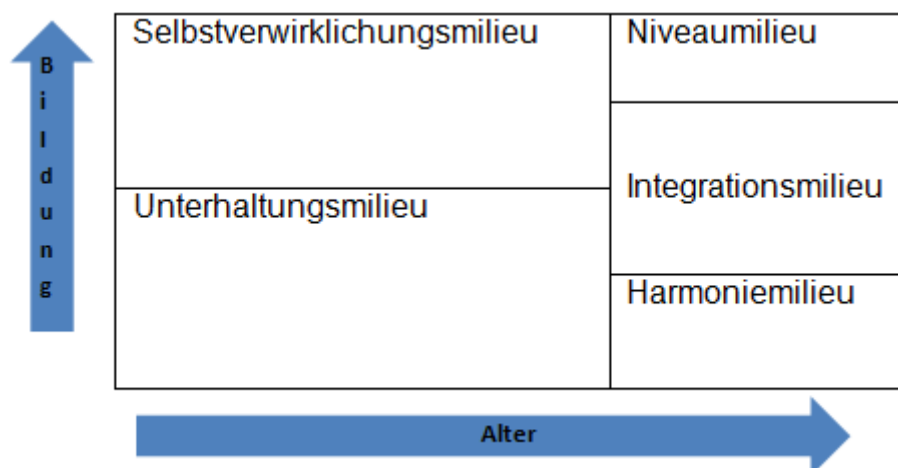 Bildung
Selbstverwirklichungsmilieu
Niveaumilieu
Unterhaltungsmilieu
Integrationsmilieu
Harmoniemilieu
Alter